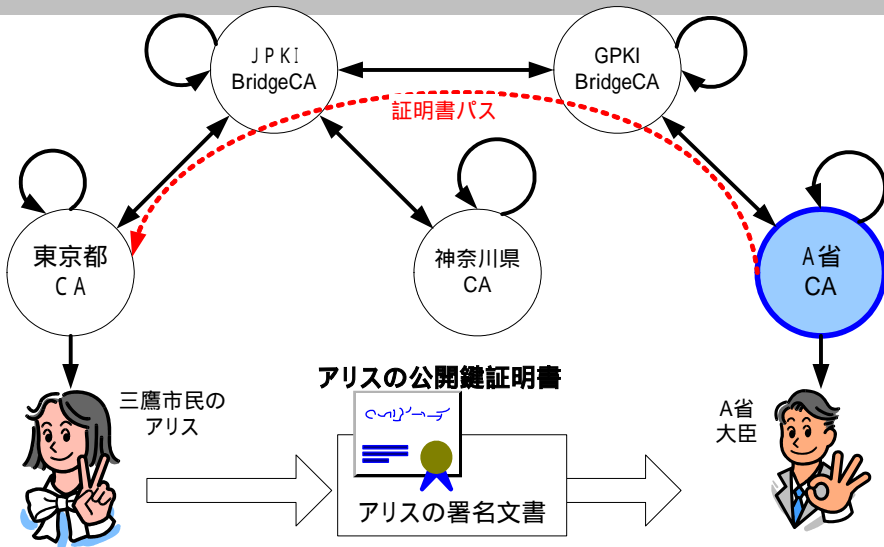 JPKI
BridgeCA
GPKI
BridgeCA
証明書パス
東京都
CA
神奈川県
CA
A省
CA
アリスの公開鍵証明書
三鷹市民の
アリス
A省
大臣
アリスの署名文書